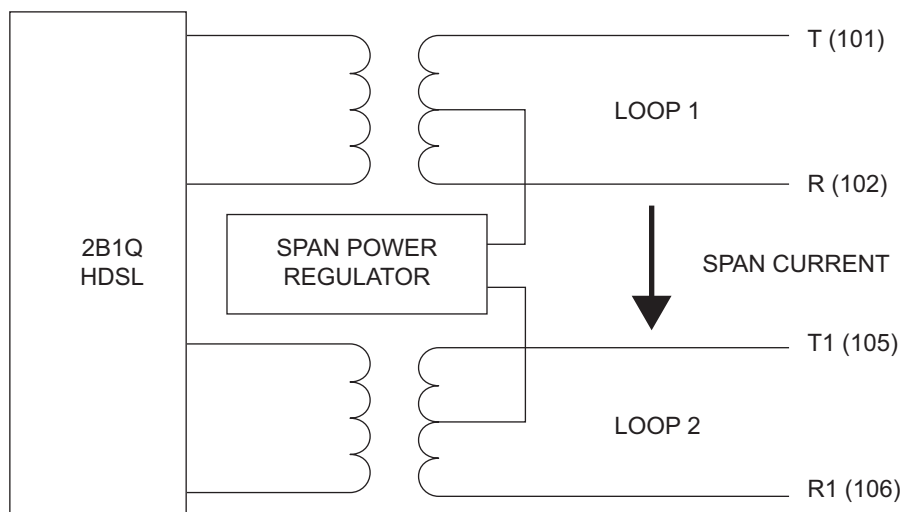 T (101)
LOOP 1
R (102)
2B1Q
HDSL
SPAN POWER
REGULATOR
SPAN CURRENT
T1 (105)
LOOP 2
R1 (106)